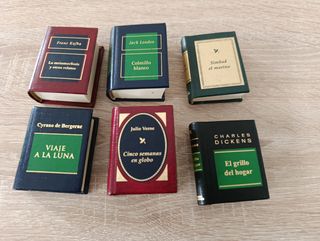 Franz Kafka
La metamorfosis
y otros relatos
Jack London
Colmillo
blanco
Simbad
el marino
Cyrano de Bergerac
VIAJE
A LA LUNA
Julio Verne
Cinco semanas
en globo
CHARLES
DICKENS
El grillo
del hogar